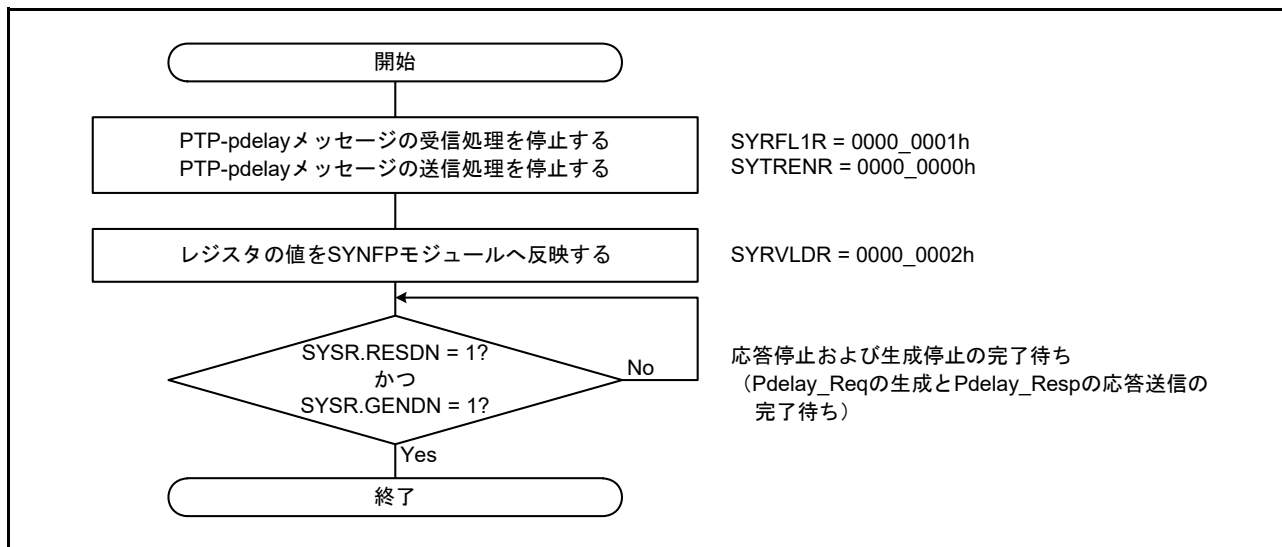 開始
PTP-pdelayメッセージの受信処理を停止する
PTP-pdelayメッセージの送信処理を停止する
SYRFL1R = 0000_0001h
SYTRENR = 0000_0000h
レジスタの値をSYNFPモジュールへ反映する
SYRVLDR = 0000_0002h
SYSR.RESDN = 1?
かつ
SYSR.GENDN = 1?
No
応答停止および生成停止の完了待ち
（Pdelay_Reqの生成とPdelay_Respの応答送信の
完了待ち）
Yes
終了